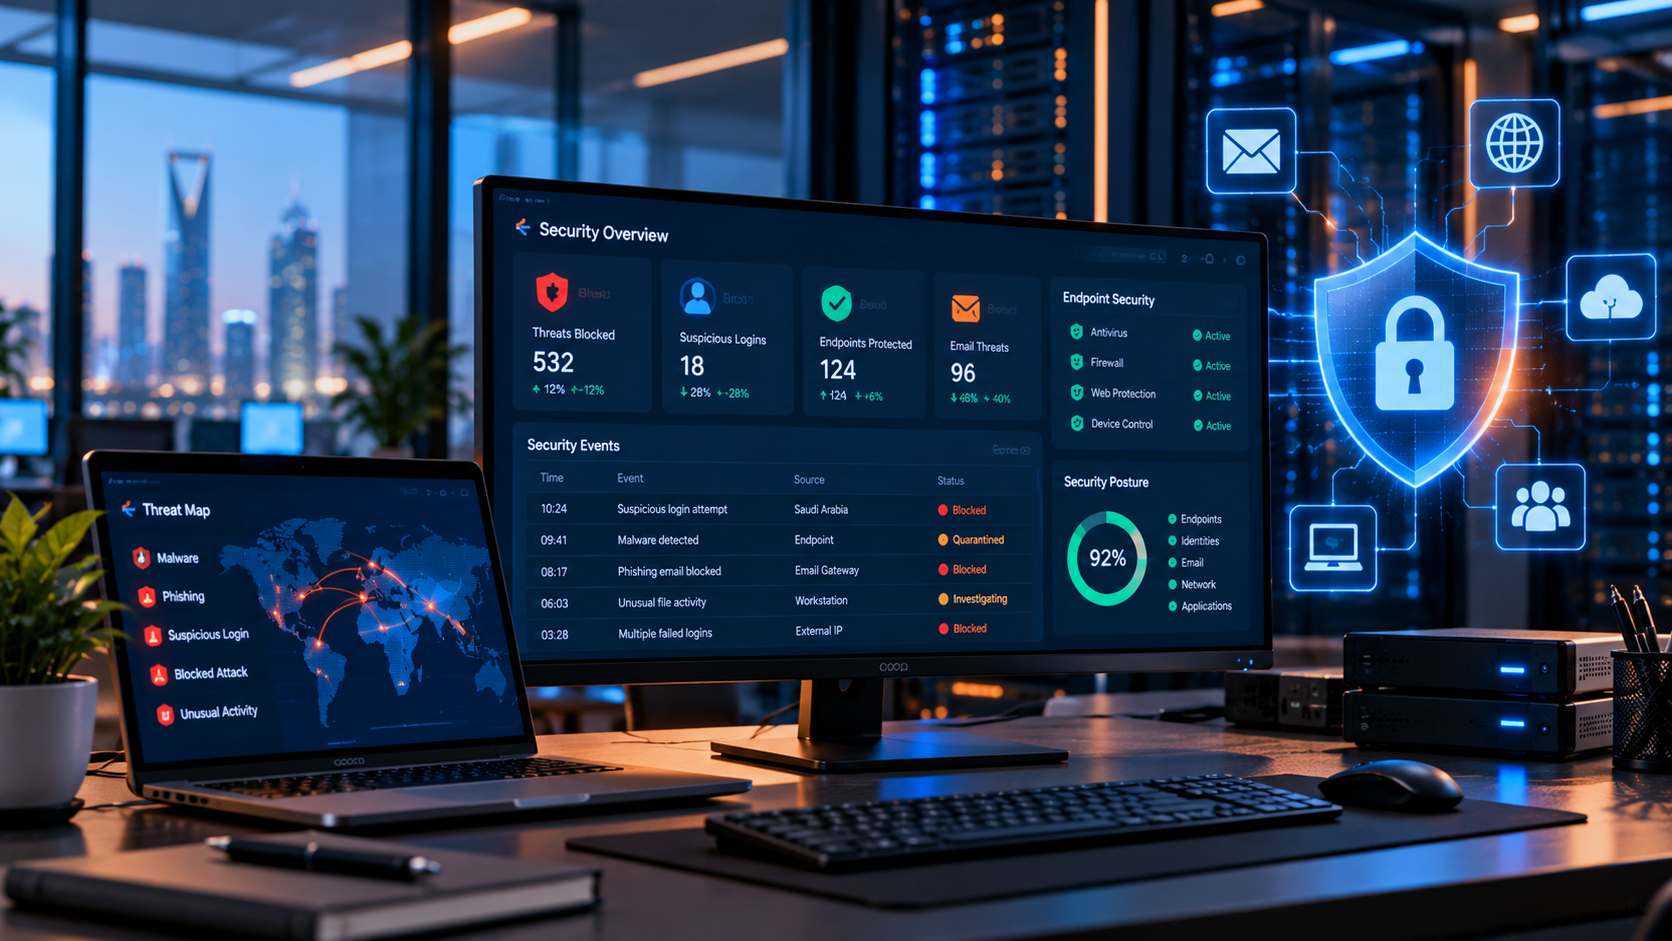 Security Overview
Threats Blocked
532
12% +-12%
Suspicious Logins
18
28% +-28%
Endpoints Protected
124
124 ++6%
Email Threats
96
40%
Endpoint Security
Antivirus Active
Firewall Active
Web Protection Active
Device Control Active
Security Events
Time Event Source Status
10:24 Suspicious login attempt Saudi Arabia Blocked
09:41 Malware detected Endpoint Quarantined
08:17 Phishing email blocked Email Gateway Blocked
06:03 Unusual file activity Workstation Investigating
03:28 Multiple failed logins External IP Blocked
Security Posture
92%
Endpoints
Identities
Email
Network
Applications
Threat Map
Malware
Phishing
Suspicious Login
Blocked Attack
Unusual Activity